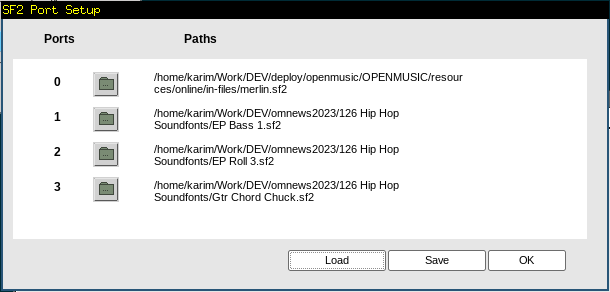 SF2 Port Setup
Ports Paths
0 /home/karim/Work/DEV/deploy/openmusic/OPENMUSIC/resour
ces/online/in-files/merlin.sf2
1 /home/karim/Work/DEV/omnews2023/126 Hip Hop
Soundfonts/EP Bass 1.sf2
2 /home/karim/Work/DEV/omnews2023/126 Hip Hop
Soundfonts/EP Roll 3.sf2
3 /home/karim/Work/DEV/omnews2023/126 Hip Hop
Soundfonts/Gtr Chord Chuck.sf2
Load Save OK